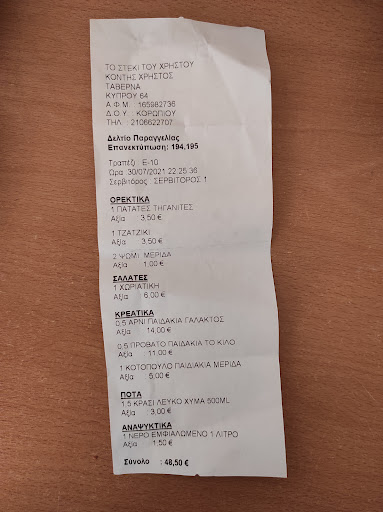 ΤΟ ΣΤΕΚΙ ΤΟΥ ΧΡΗΣΤΟΥ
ΚΟΝΤΗΣ ΧΡΗΣΤΟΣ
ΤΑΒΕΡΝΑ
ΚΥΠΡΟΥ 64
Α.Φ.Μ : 165982736
Δ.Ο.Υ. : ΚΟΡΩΠΙΟΥ
ΤΗΛ. : 2106622707
Δελτίο Παραγγελίας
Επανεκτύπωση: 194,195
Τραπέζι : Ε-10
Ώρα 30/07/2021 22:25:36
Σερβιτόρος : ΣΕΡΒΙΤΟΡΟΣ 1
ΟΡΕΚΤΙΚΑ
1 ΠΑΤΑΤΕΣ ΤΗΓΑΝΙΤΕΣ
Αξία : 3,50 €
1 ΤΖΑΤΖΙΚΙ
Αξία : 3,50 €
2 ΨΩΜΙ ΜΕΡΙΔΑ
Αξία : 1,00 €
ΣΑΛΑΤΕΣ
1 ΧΩΡΙΑΤΙΚΗ
Αξία : 6,00 €
ΚΡΕΑΤΙΚΑ
0,5 ΑΡΝΙ ΠΑΙΔΑΚΙΑ ΓΑΛΑΚΤΟΣ
Αξία : 14,00 €
0,5 ΠΡΟΒΑΤΟ ΠΑΙΔΑΚΙΑ ΤΟ ΚΙΛΟ
Αξία : 11,00 €
1 ΚΟΤΟΠΟΥΛΟ ΠΑΙΔΙΑΚΙΑ ΜΕΡΙΔΑ
Αξία : 5,00 €
ΠΟΤΑ
1,5 ΚΡΑΣΙ ΛΕΥΚΟ ΧΥΜΑ 500ML
Αξία : 3,00 €
ΑΝΑΨΥΚΤΙΚΑ
1 ΝΕΡΟ ΕΜΦΙΑΛΩΜΕΝΟ 1 ΛΙΤΡΟ
Αξία : 1,50 €
Σύνολο : 48,50 €